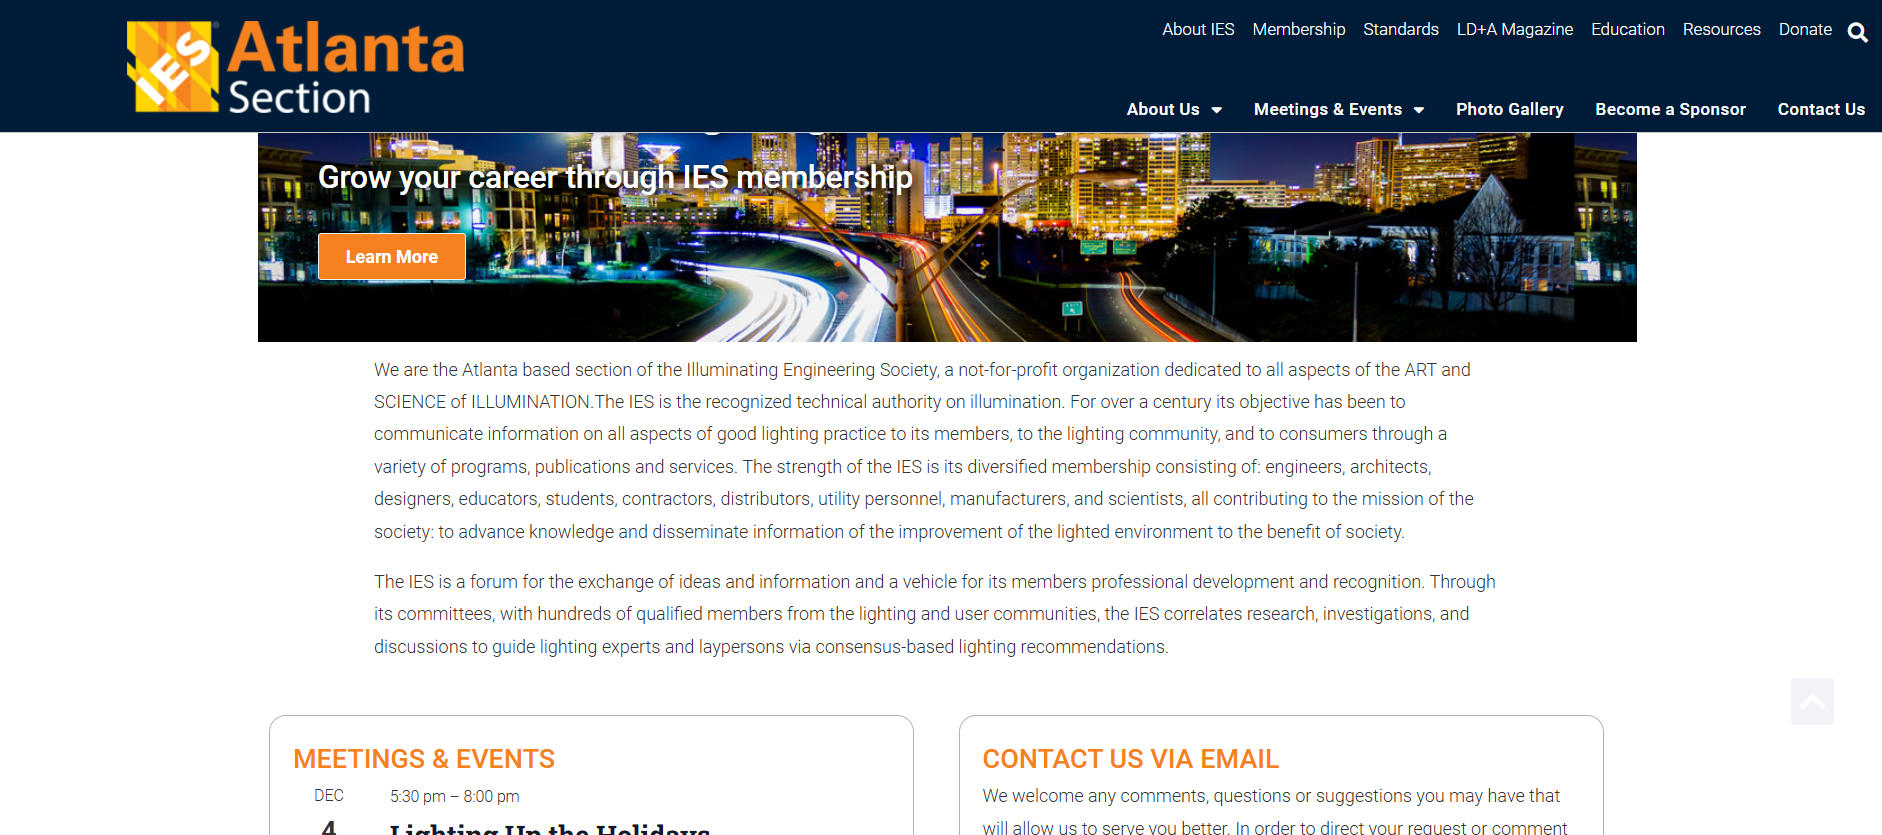 IES Atlanta
Section
About IES Membership Standards LD+A Magazine Education Resources Donate
About Us Meetings & Events Photo Gallery Become a Sponsor Contact Us
Grow your career through IES membership
Learn More
We are the Atlanta based section of the Illuminating Engineering Society, a not-for-profit organization dedicated to all aspects of the ART and
SCIENCE of ILLUMINATION.The IES is the recognized technical authority on illumination. For over a century its objective has been to
communicate information on all aspects of good lighting practice to its members, to the lighting community, and to consumers through a
variety of programs, publications and services. The strength of the IES is its diversified membership consisting of: engineers, architects,
designers, educators, students, contractors, distributors, utility personnel, manufacturers, and scientists, all contributing to the mission of the
society: to advance knowledge and disseminate information of the improvement of the lighted environment to the benefit of society.
The IES is a forum for the exchange of ideas and information and a vehicle for its members professional development and recognition. Through
its committees, with hundreds of qualified members from the lighting and user communities, the IES correlates research, investigations, and
discussions to guide lighting experts and laypersons via consensus-based lighting recommendations.
MEETINGS & EVENTS
DEC
4
5:30 pm – 8:00 pm
Lighting Up the Holidays
CONTACT US VIA EMAIL
We welcome any comments, questions or suggestions you may have that
will allow us to serve you better. In order to direct your request or comment